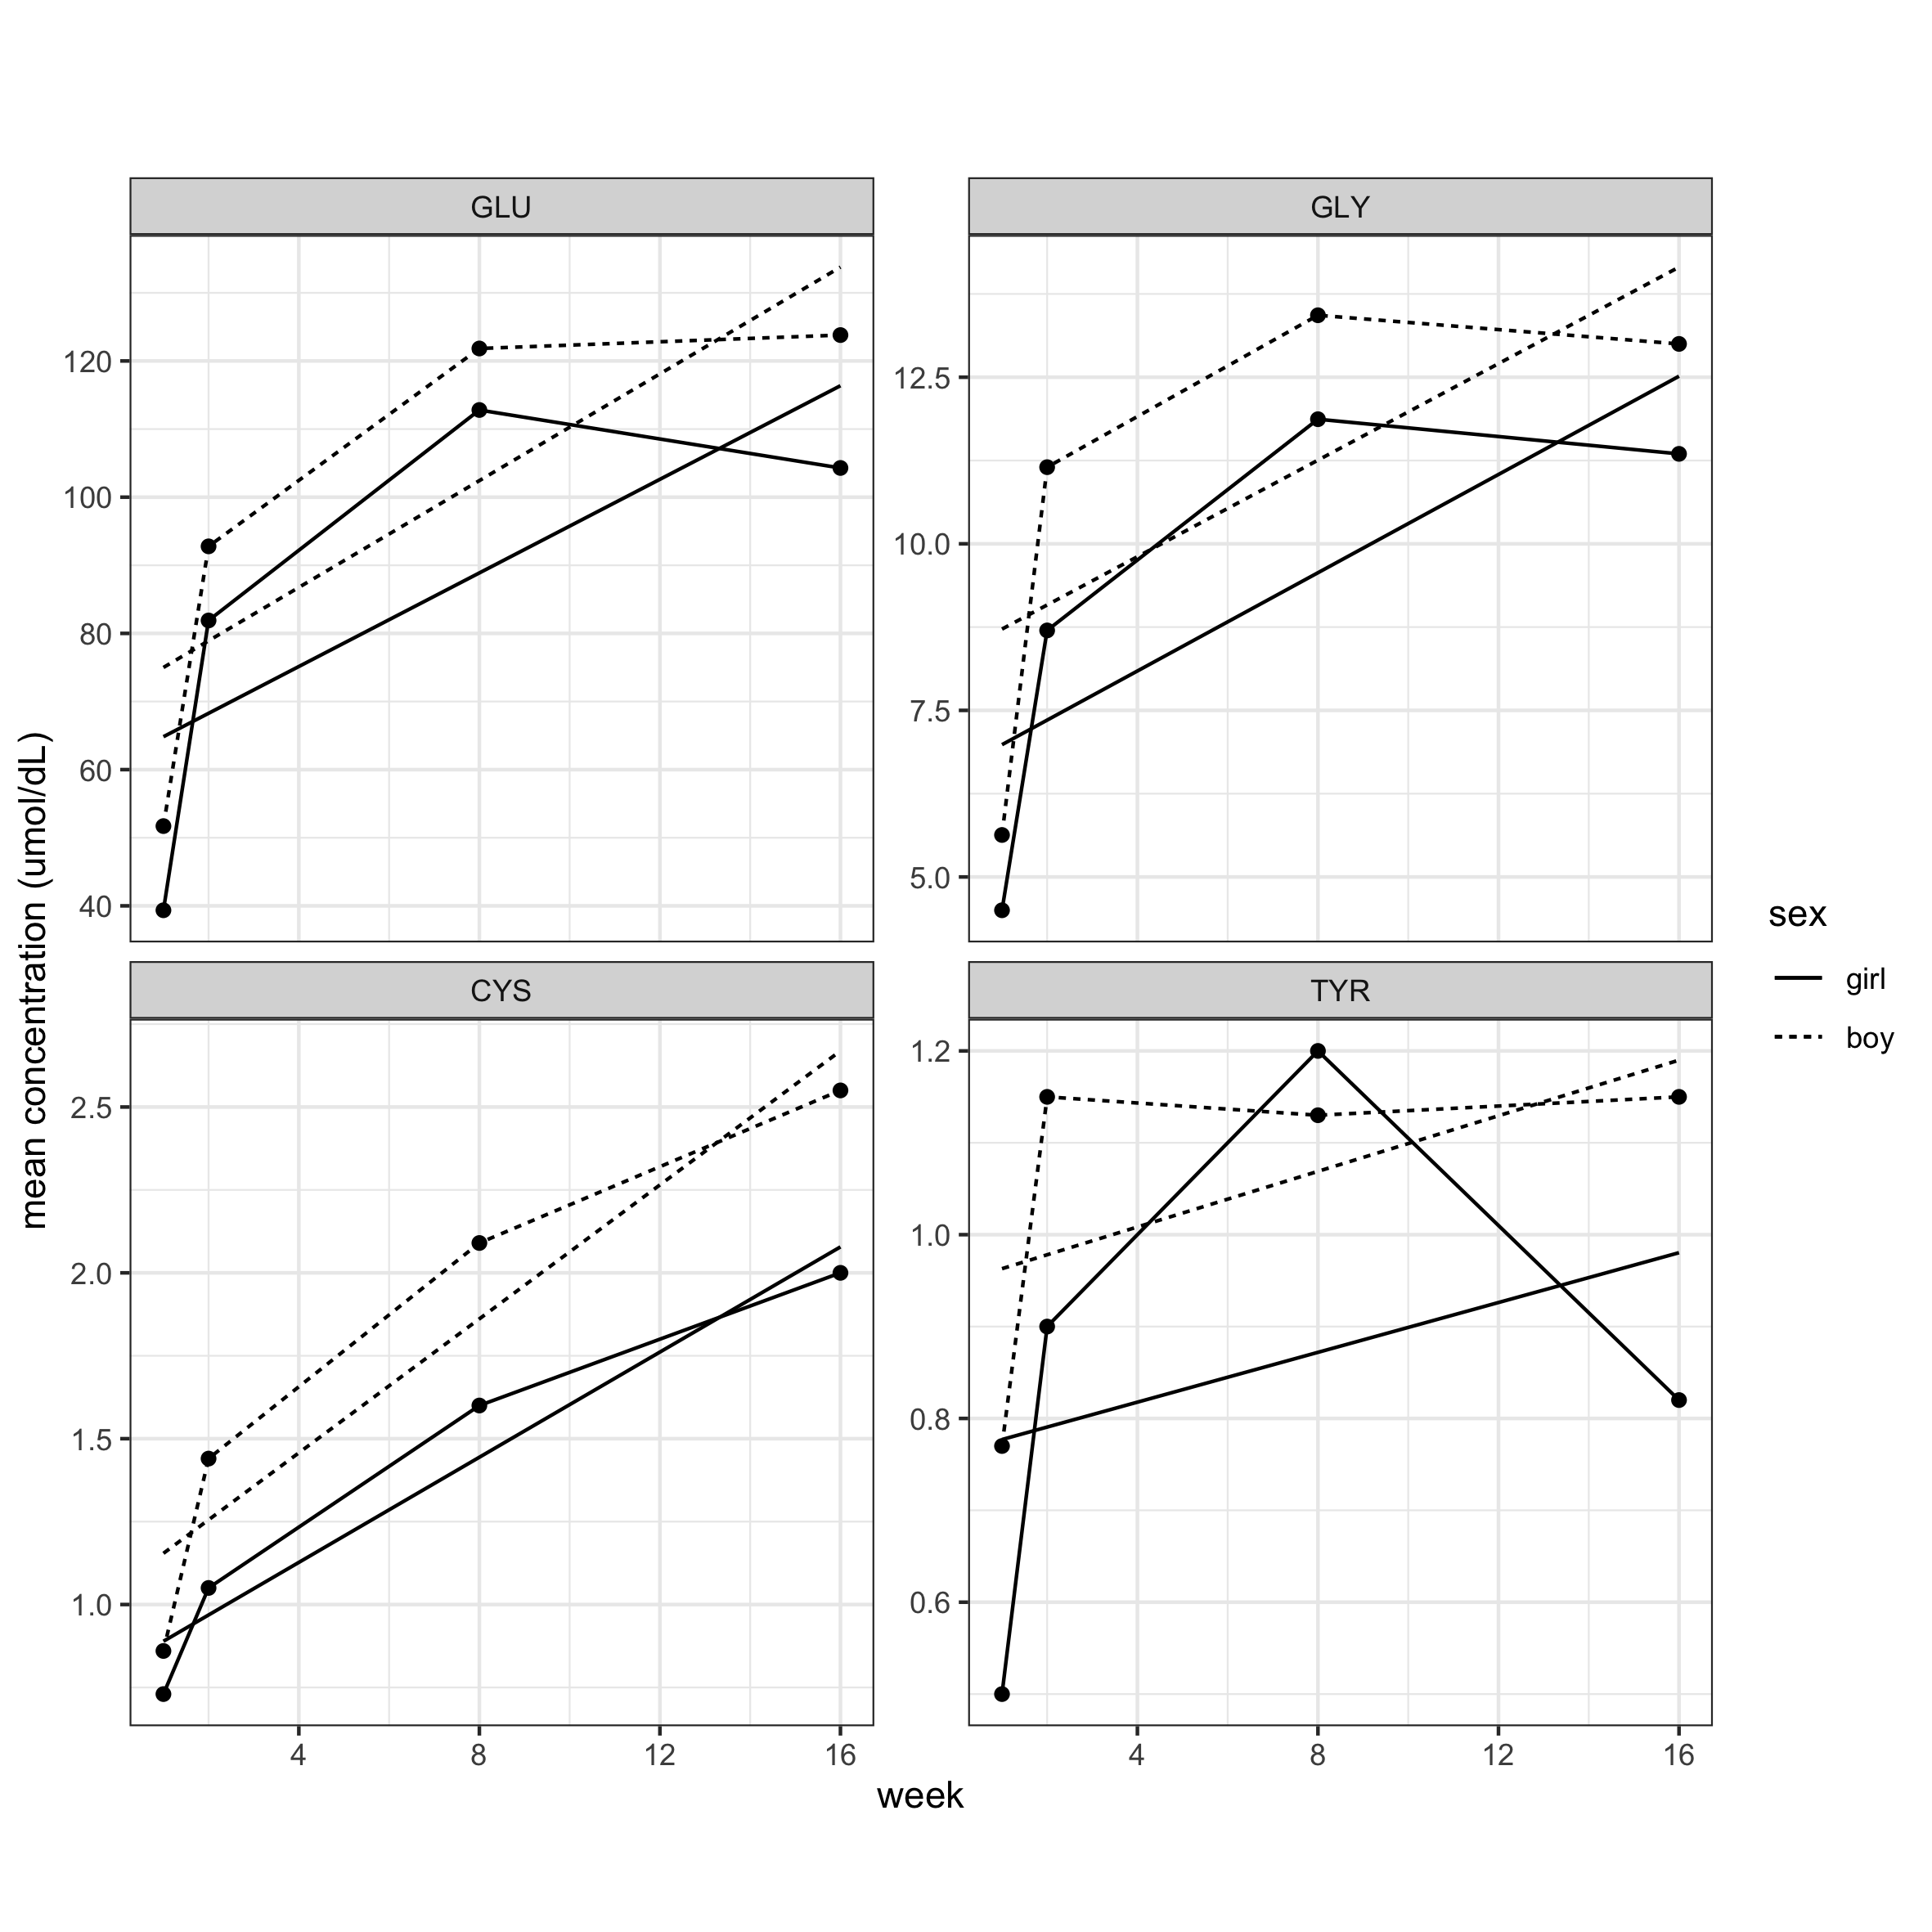 GLU
GLY
120
100
80
60
40
12.5
10.0
7.5
5.0
CYS
TYR
2.5
2.0
1.5
1.0
1.2
1.0
0.8
0.6
4 8 12 16
4 8 12 16
week
mean concentration (umol/dL)
sex
girl
boy